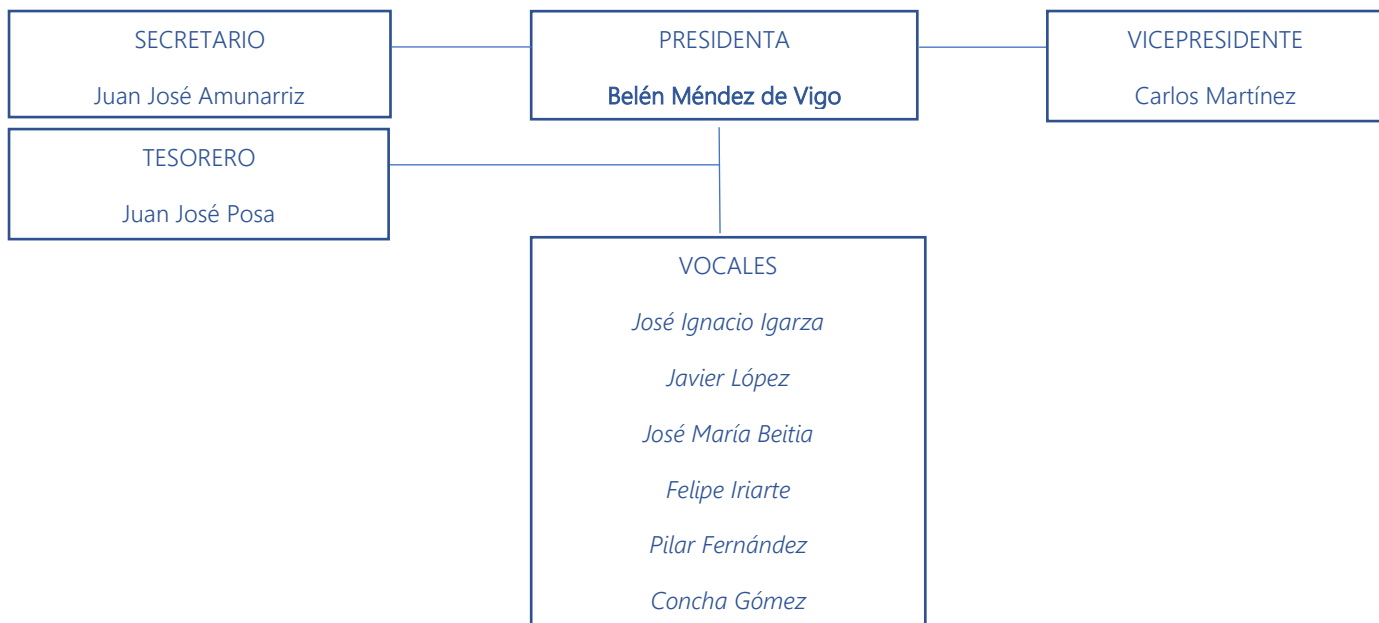 SECRETARIO
Juan José Amunarriz
PRESIDENTA
Belén Méndez de Vigo
VICEPRESIDENTE
Carlos Martínez
TESORERO
Juan José Posa
VOCALES
José Ignacio Igarza
Javier López
José María Beitia
Felipe Iriarte
Pilar Fernández
Concha Gómez